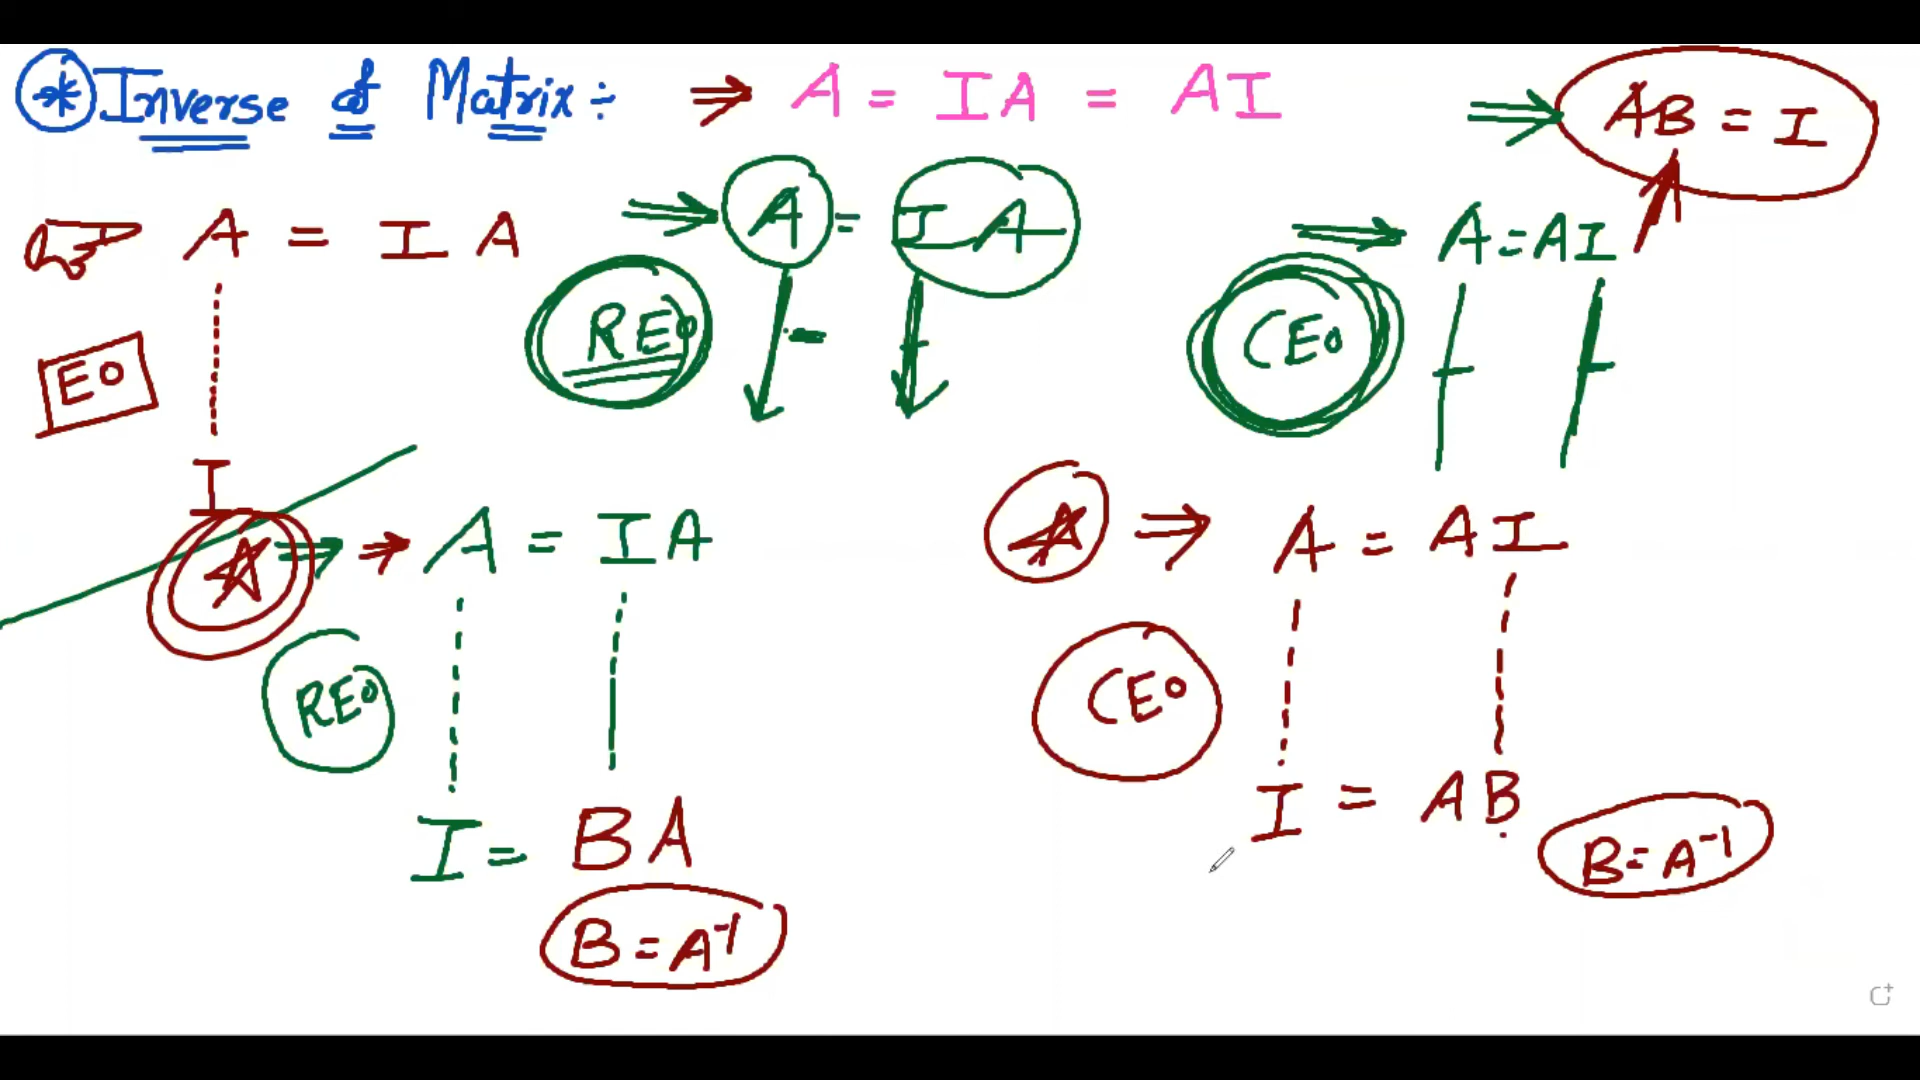 Inverse of Matrix ÷ ⇒ A = IA = AI ⇒ AB = I
A = I A ⇒ A = IA ⇒ A = AI
REO CEO
EO
I
⇒ → A = IA ⇒ A = AI
REO CEO
I = BA I = AB
B = A⁻¹ B = A⁻¹